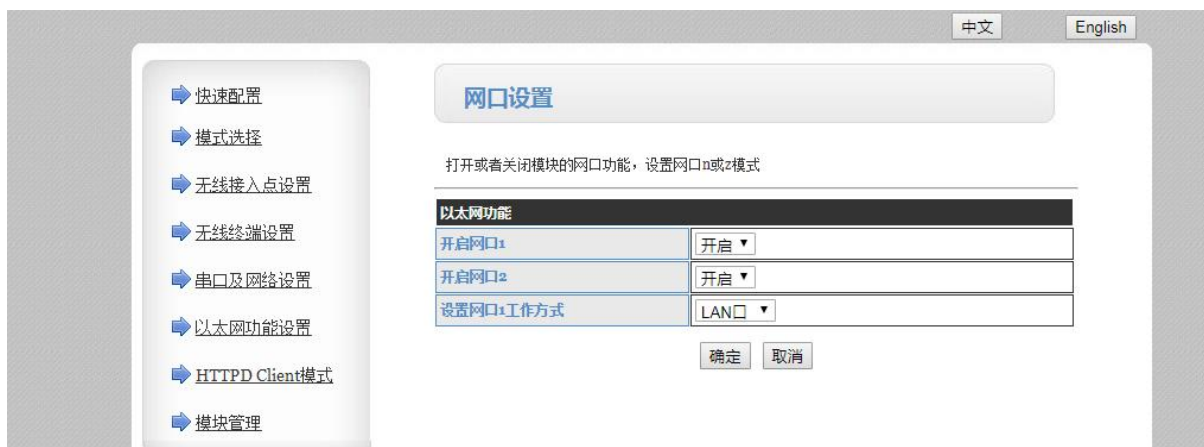 中文 English
快速配置
模式选择
无线接入点设置
无线终端设置
串口及网络设置
以太网功能设置
HTTPD Client模式
模块管理
网口设置
打开或者关闭模块的网口功能，设置网口n或z模式
以太网功能
开启网口1 开启
开启网口2 开启
设置网口1工作方式 LAN口
确定 取消